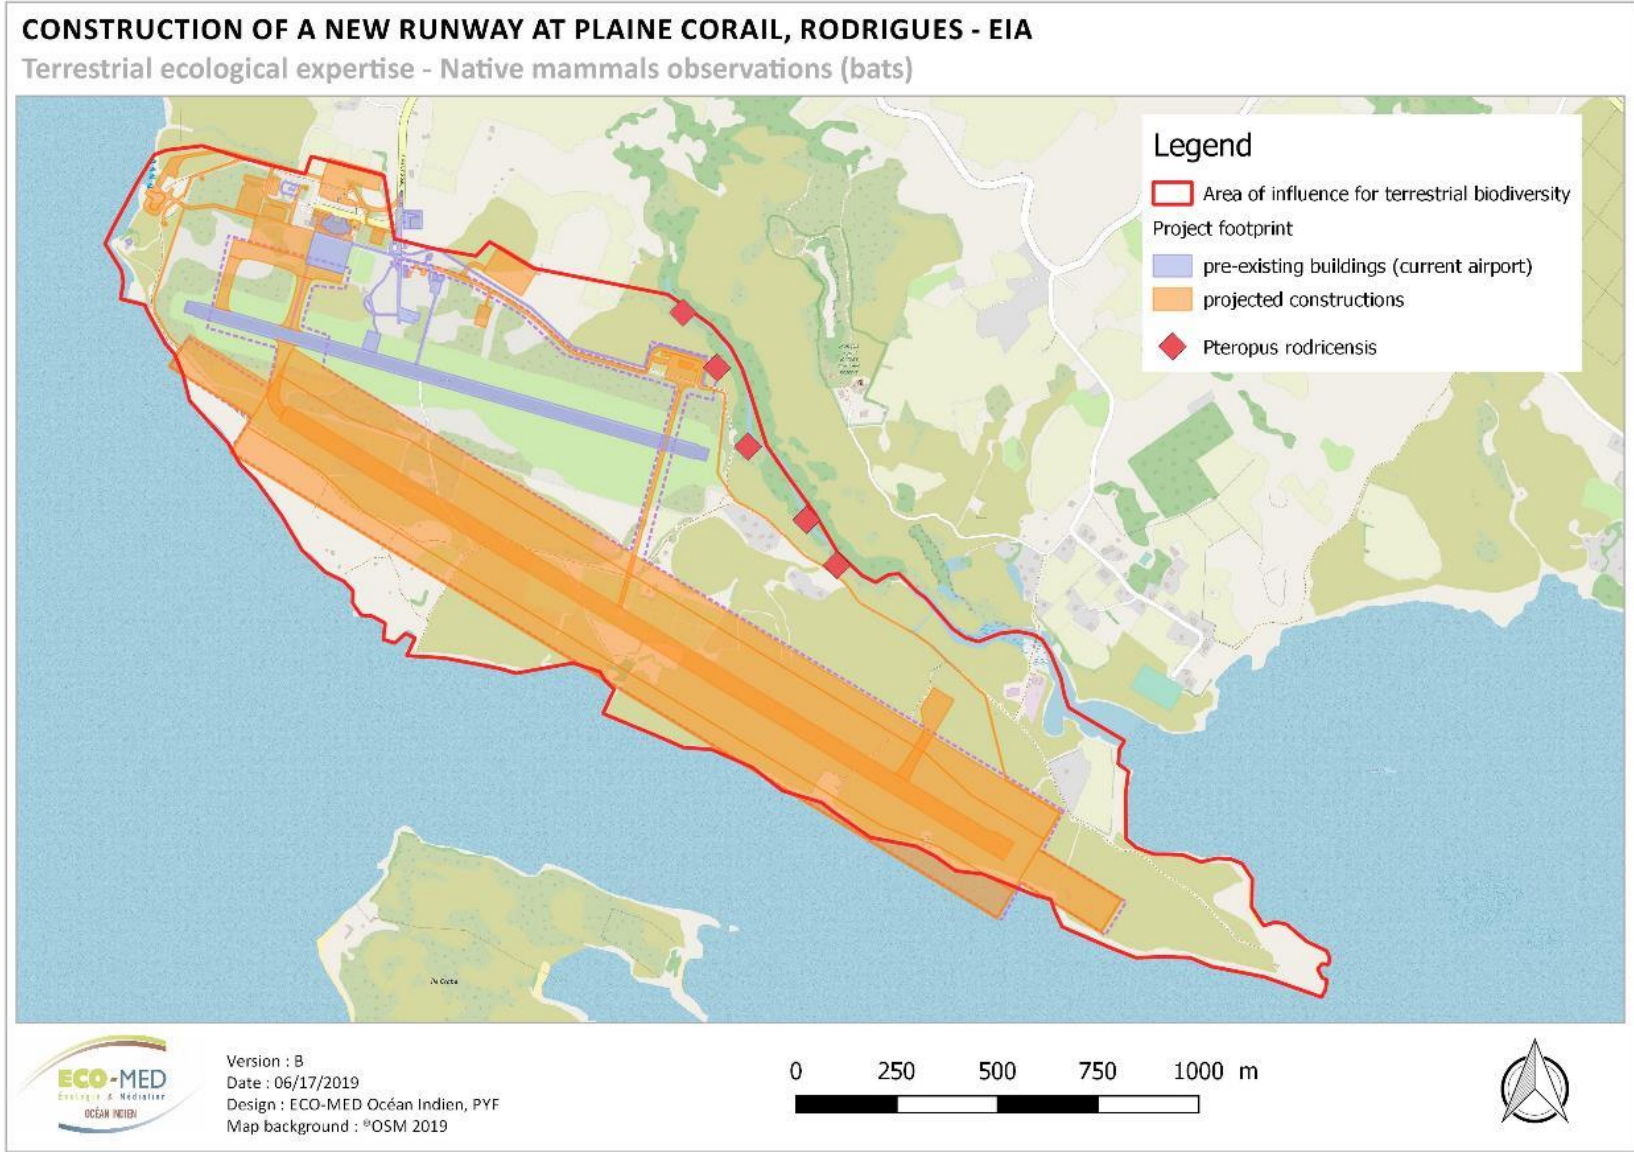 CONSTRUCTION OF A NEW RUNWAY AT PLAINE CORAIL, RODRIGUES - EIA
Terrestrial ecological expertise - Native mammals observations (bats)
Legend
Area of influence for terrestrial biodiversity
Project footprint
pre-existing buildings (current airport)
projected constructions
Pteropus rodricensis
ECO-MED
Écologie & Médiation
OCÉAN INDIEN
Version : B
Date : 06/17/2019
Design : ECO-MED Océan Indien, PYF
Map background : ©OSM 2019
0 250 500 750 1000 m